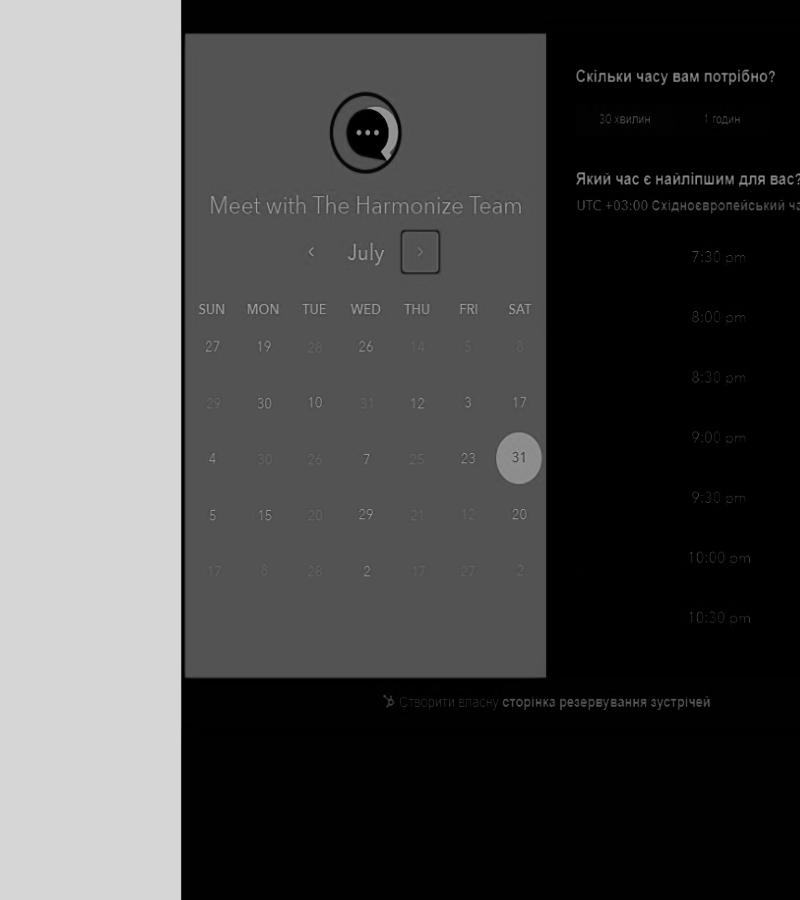 Meet with The Harmonize Team
July
SUN MON TUE WED THU FRI SAT
27 19 28 26 14 5 8
29 30 10 31 12 3 17
4 30 26 7 25 23 31
5 15 20 29 21 12 20
17 8 28 2 17 27 2
Скільки часу вам потрібно?
30 хвилин 1 годин
Який час є найліпшим для вас?
UTC +03:00 Східноєвропейський ча
7:30 pm
8:00 pm
8:30 pm
9:00 pm
9:30 pm
10:00 pm
10:30 pm
Створити власну сторінка резервування зустрічей